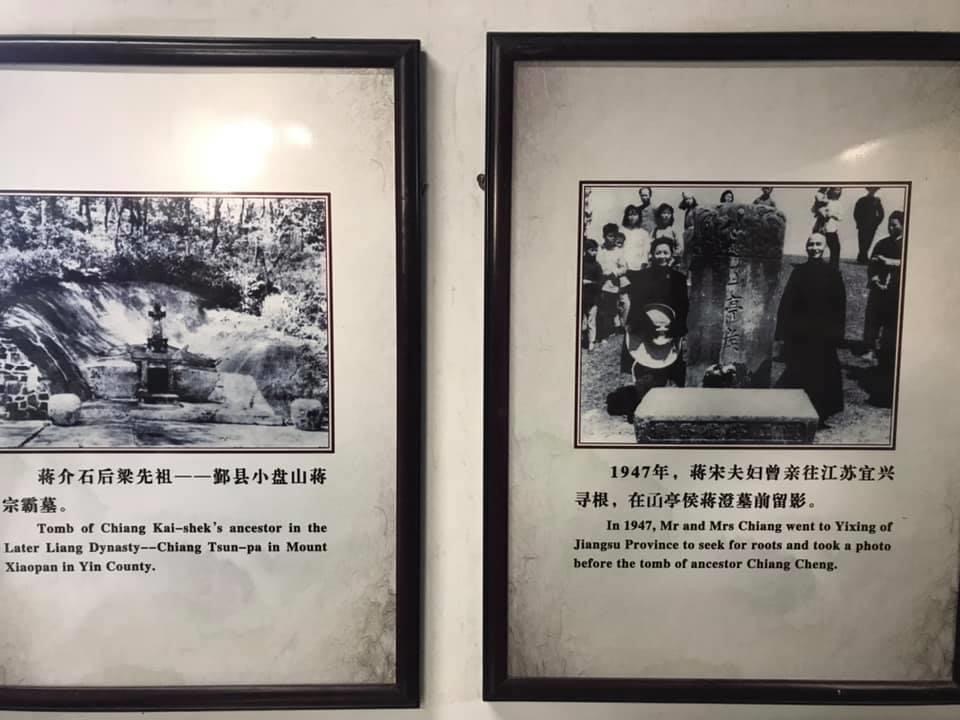 蒋介石后梁先祖——鄞县小盘山蒋
宗霸墓。
Tomb of Chiang Kai-shek's ancestor in the
Later Liang Dynasty--Chiang Tsun-pa in Mount
Xiaopan in Yin County.
亭侯
1947年，蒋宋夫妇曾亲往江苏宜兴
寻根，在亭侯蒋澄墓前留影。
In 1947, Mr and Mrs Chiang went to Yixing of
Jiangsu Province to seek for roots and took a photo
before the tomb of ancestor Chiang Cheng.